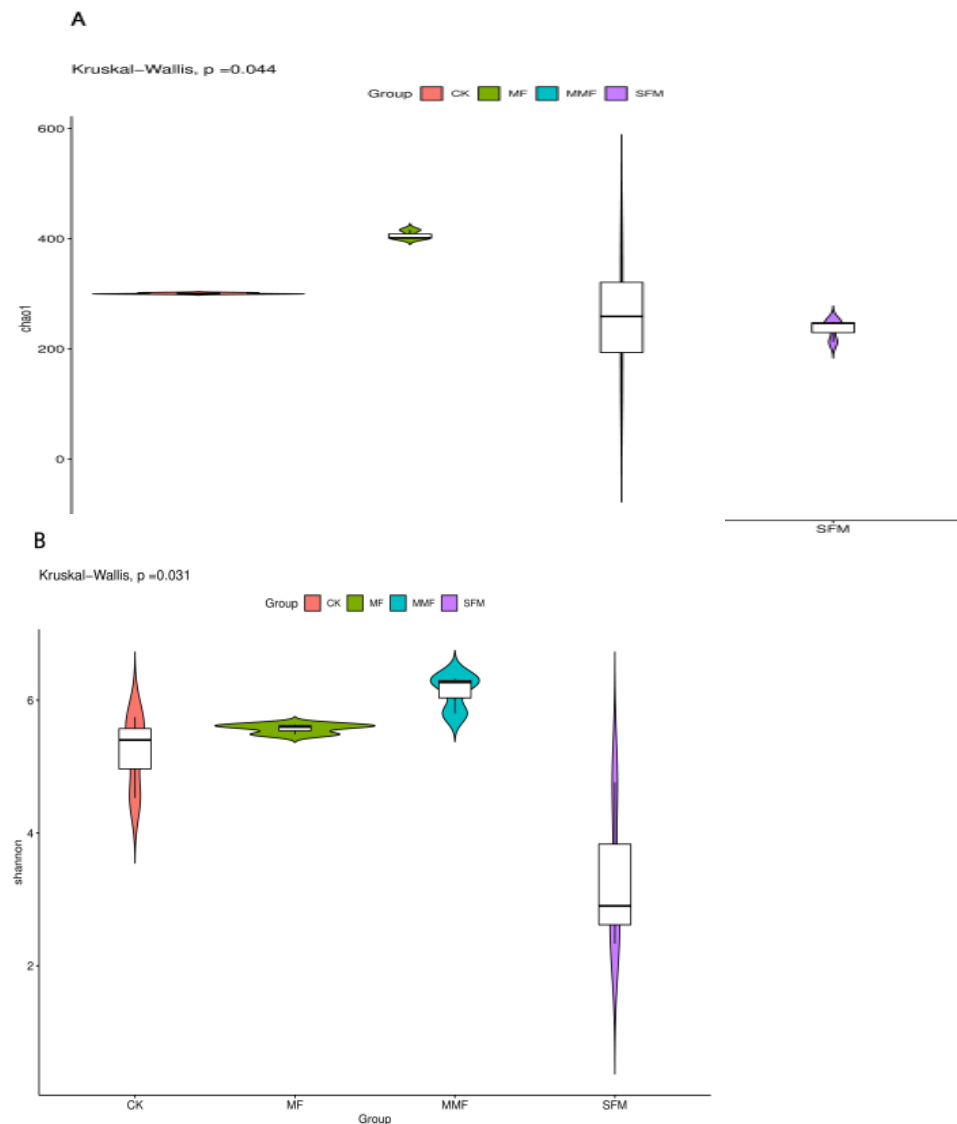 A
Kruskal-Wallis, p =0.044
Group CK MF MMF SFM
600
400
200
0
chao1
SFM
B
Kruskal-Wallis, p =0.031
Group CK MF MMF SFM
6
4
2
shannon
CK MF MMF SFM
Group